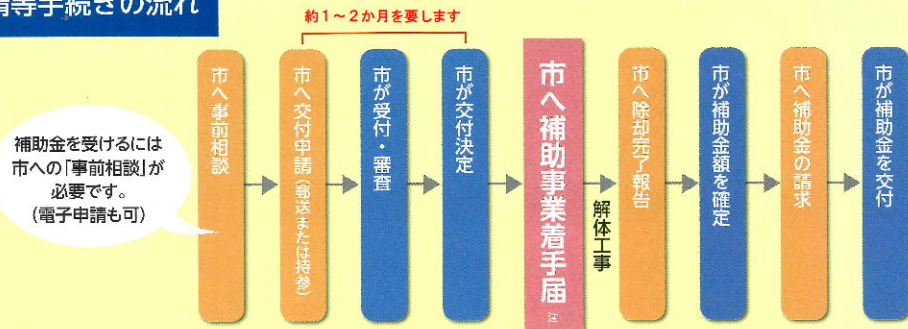 請等手続きの流れ
約1～2か月を要します
補助金を受けるには
市への「事前相談」が
必要です。
(電子申請も可)
市へ事前相談
市へ交付申請(郵送または持参)
市が受付・審査
市が交付決定
市へ補助事業着手届 注
解体工事
市へ除却完了報告
市が補助金額を確定
市へ補助金の請求
市が補助金を交付